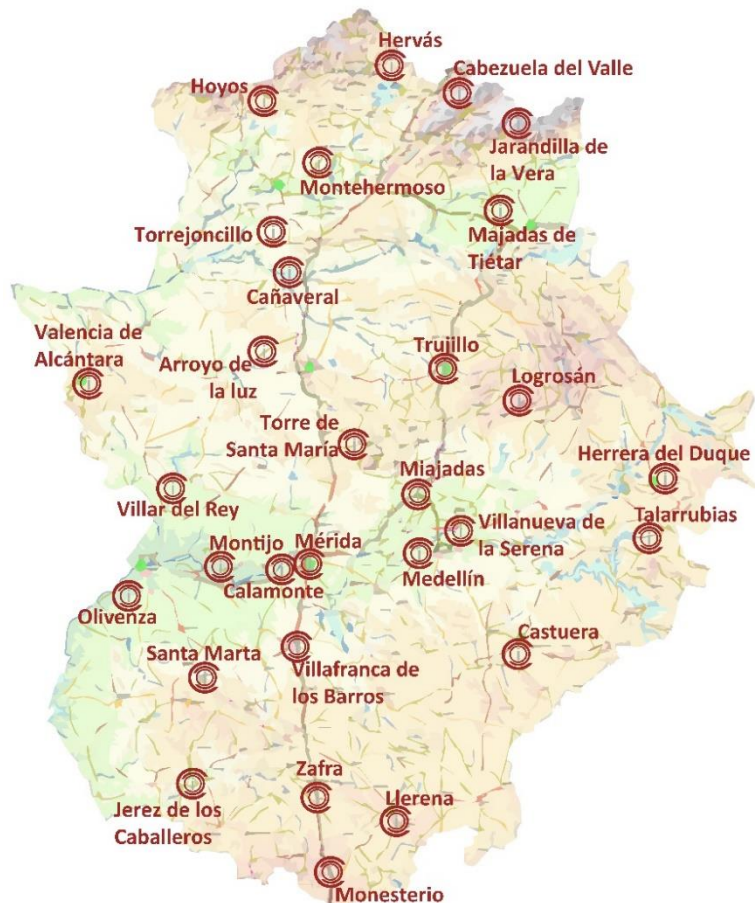 Hervás
Cabezuela del Valle
Hoyos
Jarandilla de
la Vera
Montehermoso
Torrejoncillo
Majadas de
Tiétar
Cañaveral
Valencia de
Alcántara
Arroyo de
la luz
Trujillo
Logrosán
Torre de
Santa María
Miajadas
Herrera del Duque
Villar del Rey
Villanueva de
la Serena
Talarrubias
Montijo
Mérida
Calamonte
Medellín
Olivenza
Santa Marta
Villafranca de
los Barros
Castuera
Zafra
Llerena
Jerez de los
Caballeros
Monesterio